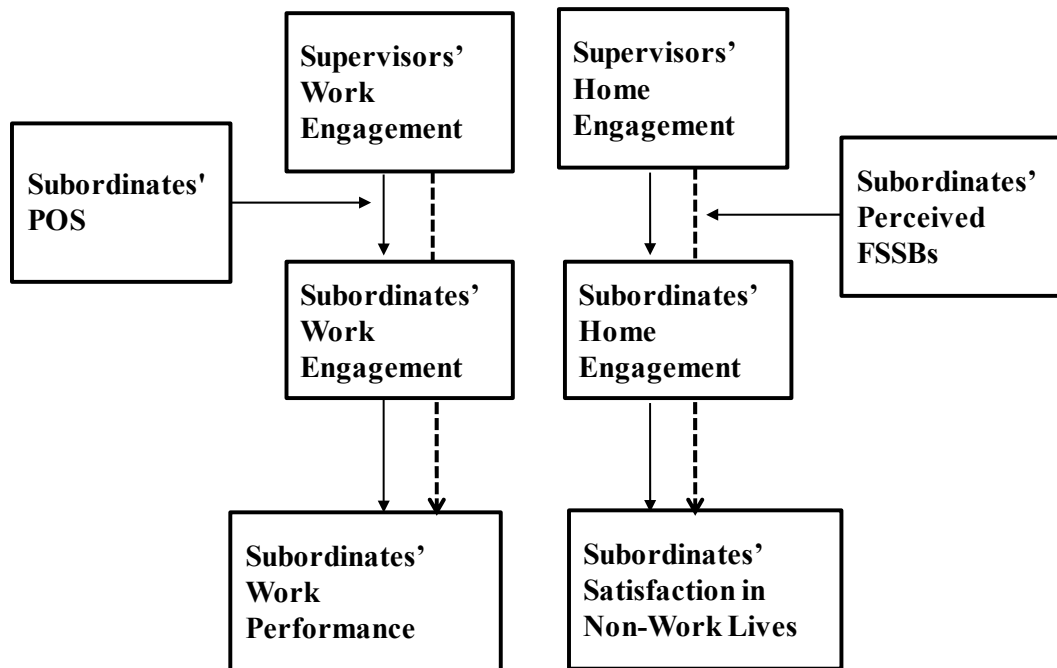 Supervisors’
Work
Engagement
Supervisors’
Home
Engagement
Subordinates'
POS
Subordinates’
Perceived
FSSBs
Subordinates’
Work
Engagement
Subordinates’
Home
Engagement
Subordinates’
Work
Performance
Subordinates’
Satisfaction in
Non-Work Lives